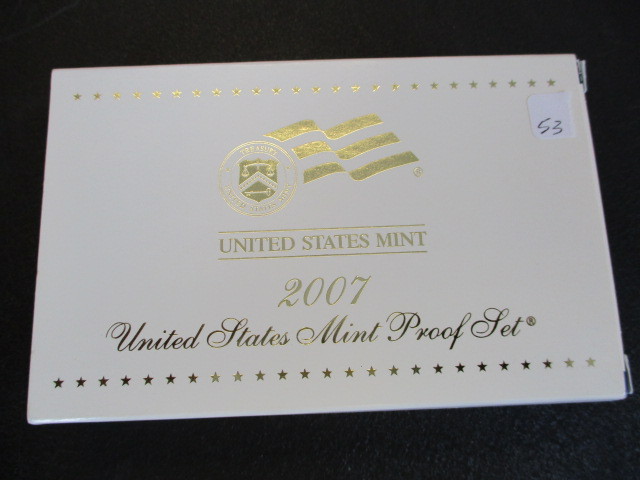 53
®
UNITED STATES MINT
2007
United States Mint Proof Set®